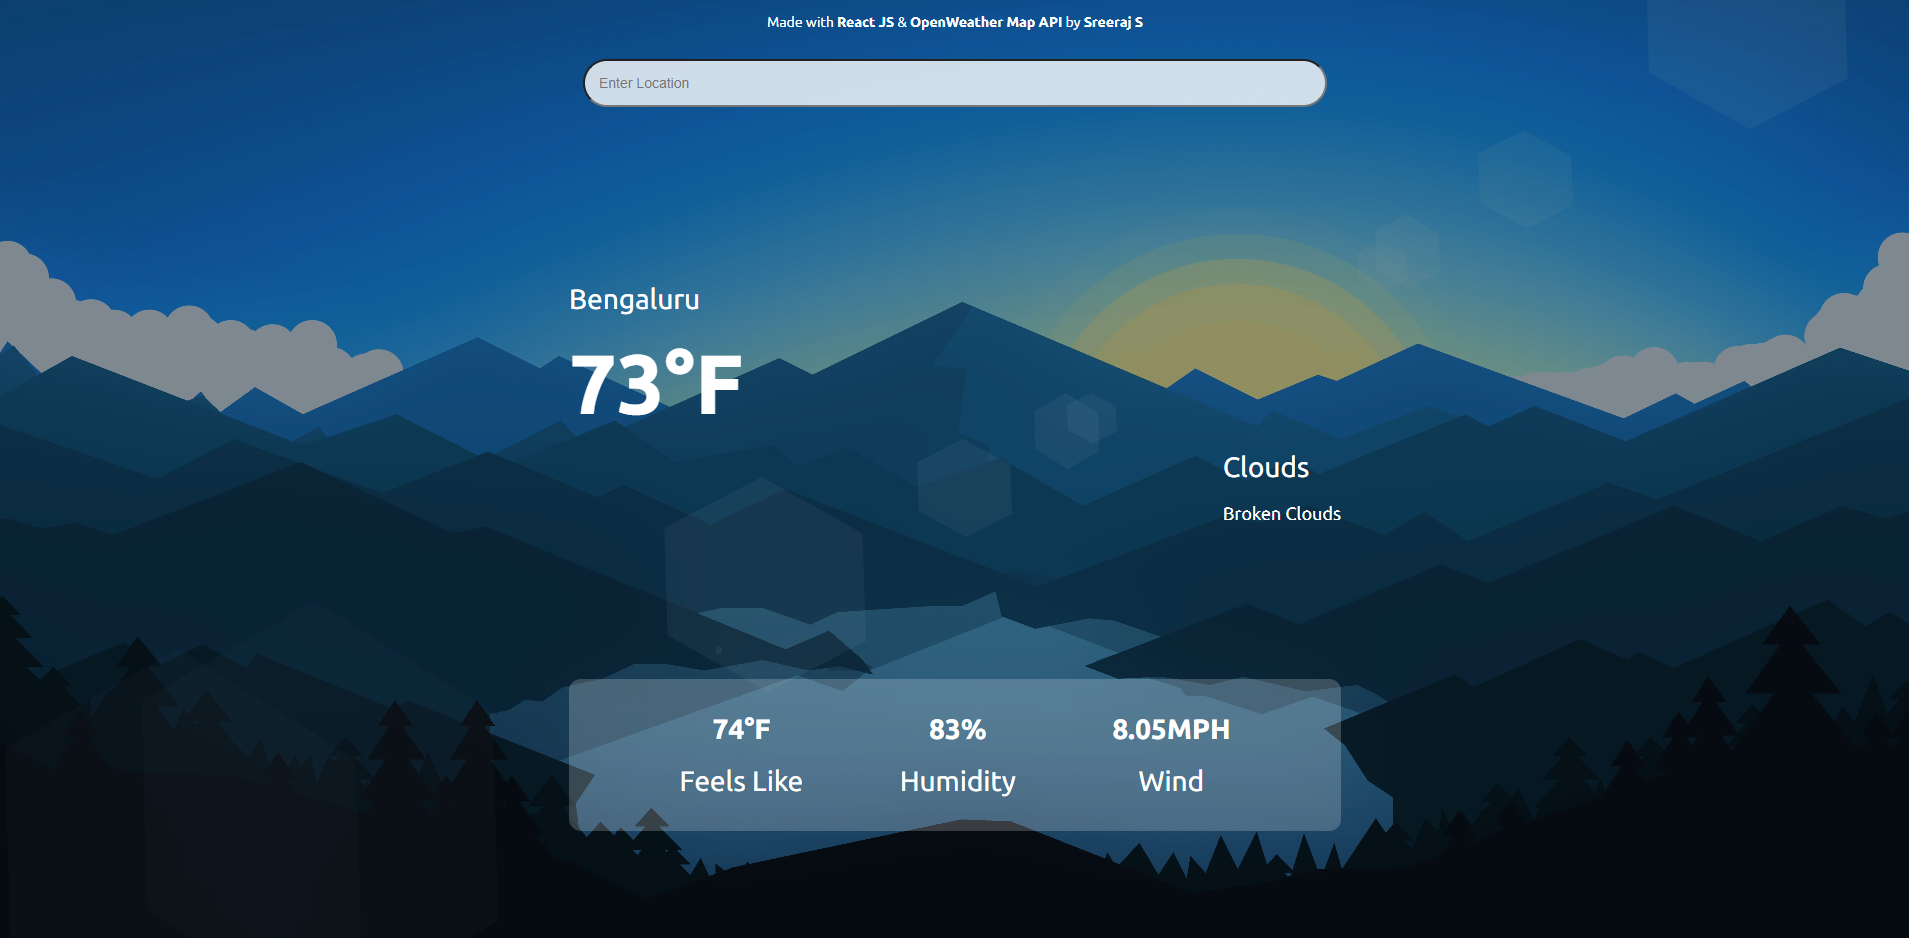 Made with React JS & OpenWeather Map API by Sreeraj S
Enter Location
Bengaluru
73°F
Clouds
Broken Clouds
74°F
Feels Like
83%
Humidity
8.05MPH
Wind